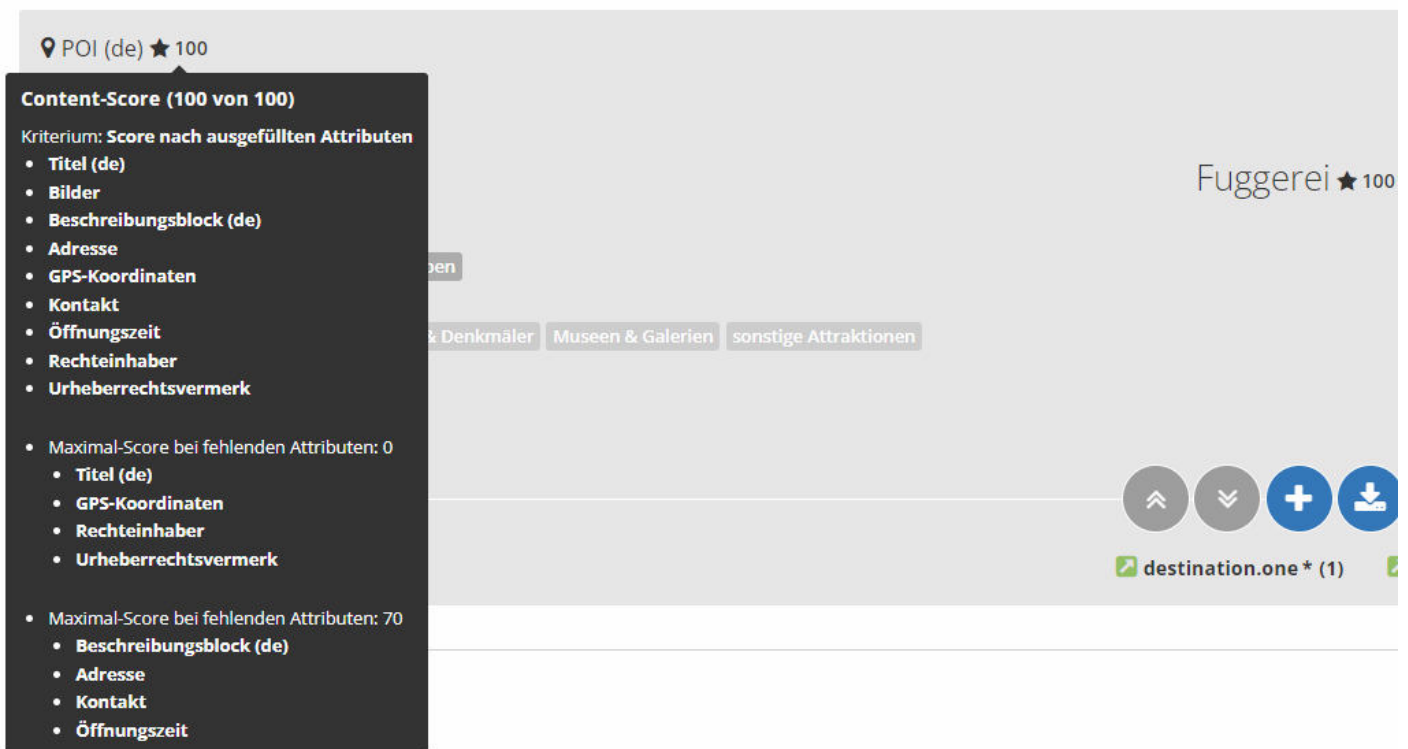 POI (de) ★ 100
Content-Score (100 von 100)
Kriterium: Score nach ausgefüllten Attributen
• Titel (de)
• Bilder
• Beschreibungsblock (de)
• Adresse
• GPS-Koordinaten
• Kontakt
• Öffnungszeit
• Rechteinhaber
• Urheberrechtsvermerk
• Maximal-Score bei fehlenden Attributen: 0
• Titel (de)
• GPS-Koordinaten
• Rechteinhaber
• Urheberrechtsvermerk
• Maximal-Score bei fehlenden Attributen: 70
• Beschreibungsblock (de)
• Adresse
• Kontakt
• Öffnungszeit
Fuggerei ★ 100
& Denkmäler Museen & Galerien sonstige Attraktionen
destination.one * (1)